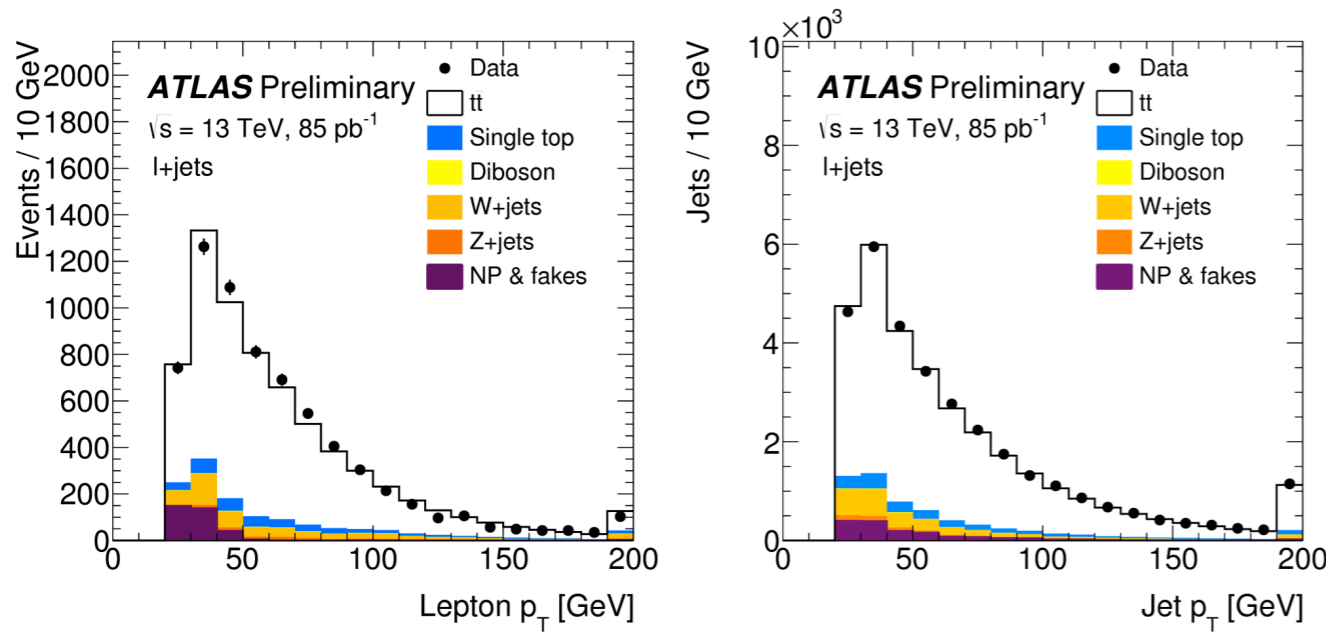 Events / 10 GeV
2000
1800
1600
1400
1200
1000
800
600
400
200
0
ATLAS Preliminary
√s = 13 TeV, 85 pb⁻¹
l+jets
Data
tt
Single top
Diboson
W+jets
Z+jets
NP & fakes
0 50 100 150 200
Lepton p_T [GeV]
×10³
Jets / 10 GeV
10
8
6
4
2
0
ATLAS Preliminary
√s = 13 TeV, 85 pb⁻¹
l+jets
Data
tt
Single top
Diboson
W+jets
Z+jets
NP & fakes
0 50 100 150 200
Jet p_T [GeV]